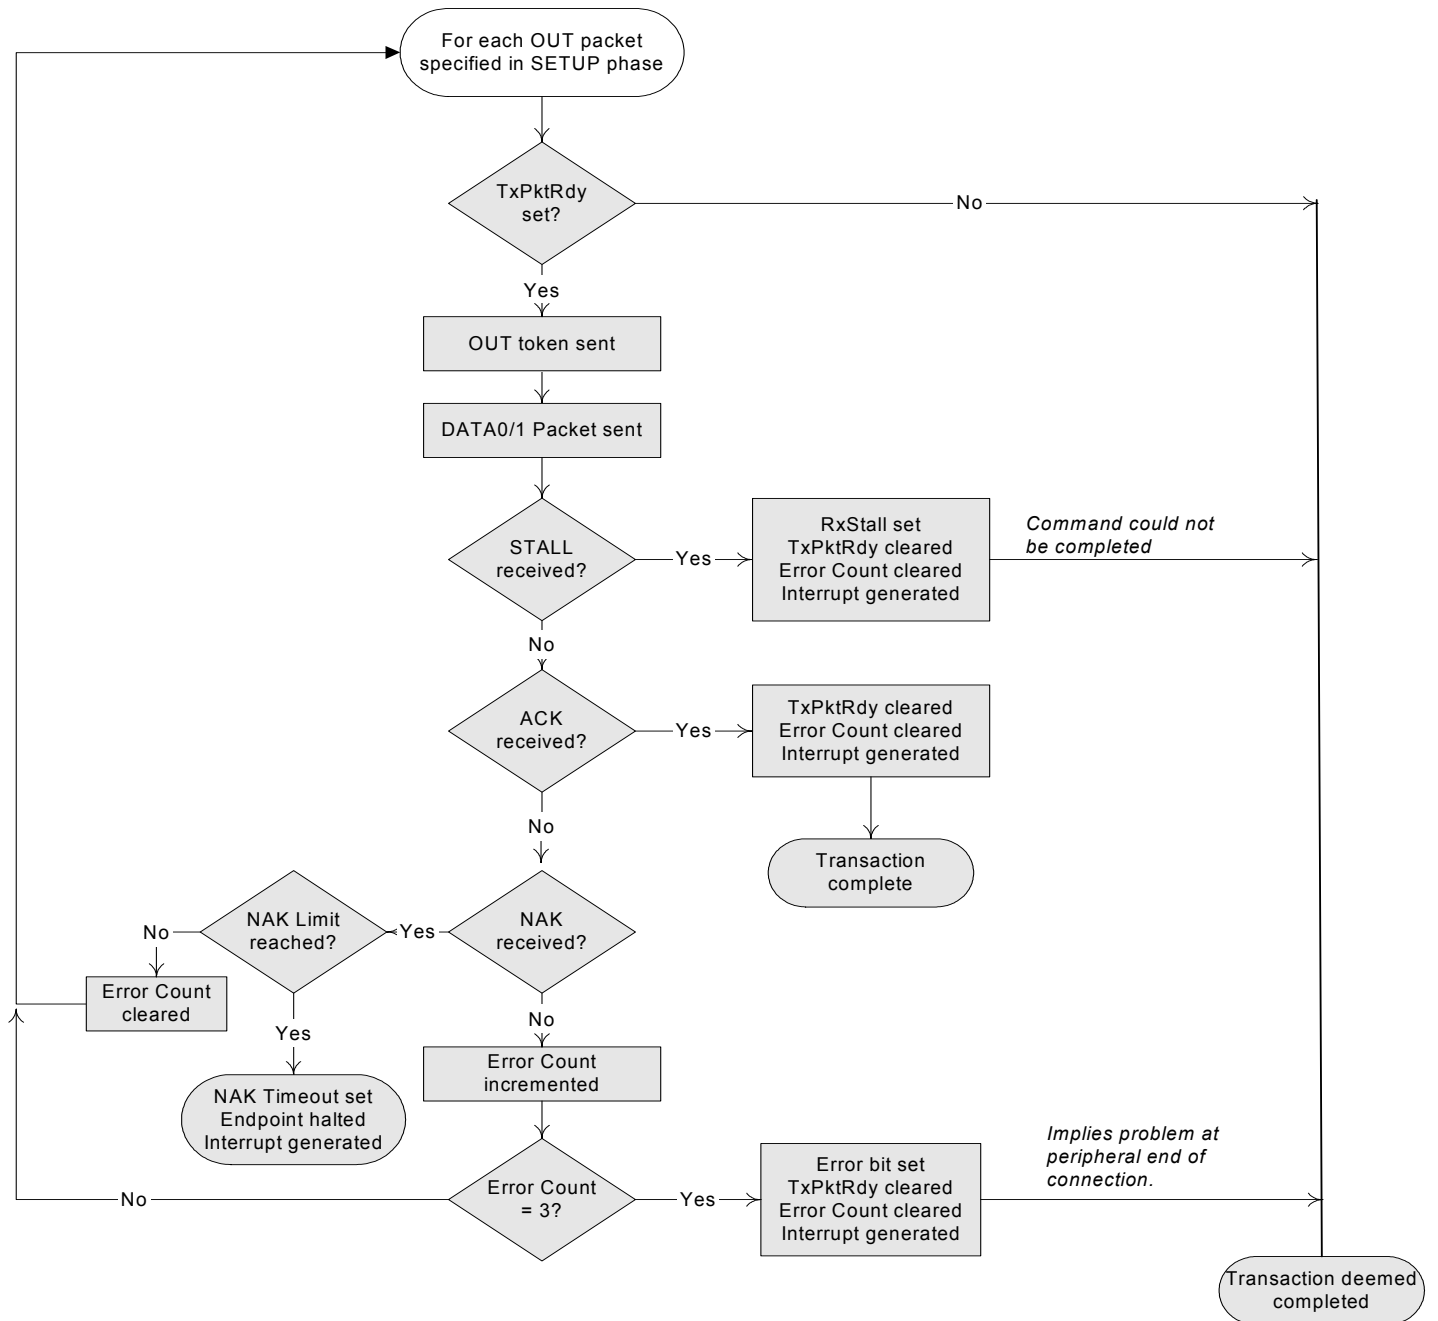 For each OUT packet
specified in SETUP phase
TxPktRdy
set?
No
Yes
OUT token sent
DATA0/1 Packet sent
STALL
received?
Yes
RxStall set
TxPktRdy cleared
Error Count cleared
Interrupt generated
Command could not
be completed
No
ACK
received?
Yes
TxPktRdy cleared
Error Count cleared
Interrupt generated
No
Transaction
complete
NAK
received?
Yes
NAK Limit
reached?
No
Error Count
cleared
Yes
NAK Timeout set
Endpoint halted
Interrupt generated
No
Error Count
incremented
Error Count
= 3?
No
Yes
Error bit set
TxPktRdy cleared
Error Count cleared
Interrupt generated
Implies problem at
peripheral end of
connection.
Transaction deemed
completed